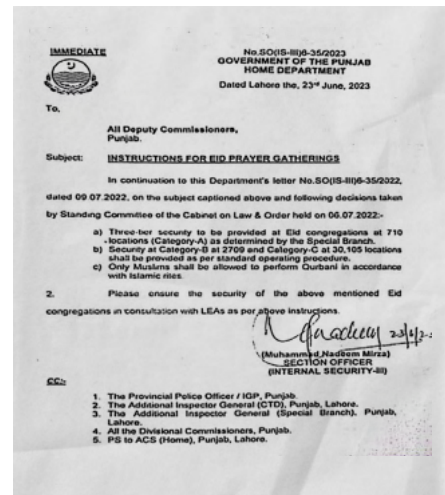 IMMEDIATE
No.SO(IS-III)6-35/2023
GOVERNMENT OF THE PUNJAB
HOME DEPARTMENT
Dated Lahore the, 23rd June, 2023
To,
All Deputy Commissioners,
Punjab.
Subject: INSTRUCTIONS FOR EID PRAYER GATHERINGS
In continuation to this Department's letter No.SO(IS-III)6-35/2022,
dated 09.07.2022, on the subject captioned above and following decisions taken
by Standing Committee of the Cabinet on Law & Order held on 06.07.2022:-
a) Three-tier security to be provided at Eid congregations at 710
locations (Category-A) as determined by the Special Branch.
b) Security at Category-B at 2709 and Category-C at 30,105 locations
shall be provided as per standard operating procedure.
c) Only Muslims shall be allowed to perform Qurbani in accordance
with Islamic rites.
2. Please ensure the security of the above mentioned Eid
congregations in consultation with LEAs as per above instructions.
(Muhammad Nadeem Mirza)
SECTION OFFICER
(INTERNAL SECURITY-III)
CC:-
1. The Provincial Police Officer / IGP, Punjab.
2. The Additional Inspector General (CTD), Punjab, Lahore.
3. The Additional Inspector General (Special Branch), Punjab,
Lahore.
4. All the Divisional Commissioners, Punjab.
5. PS to ACS (Home), Punjab, Lahore.